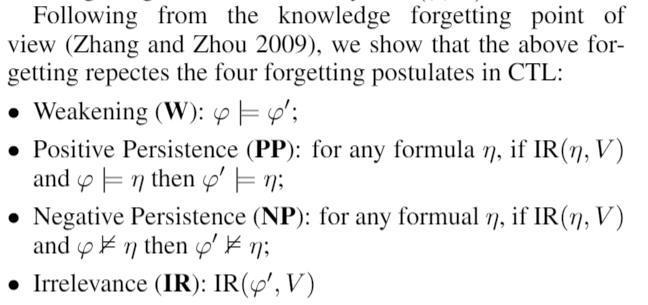 Following from the knowledge forgetting point of
view (Zhang and Zhou 2009), we show that the above for-
getting repectes the four forgetting postulates in CTL:
• Weakening (W): φ ⊨ φ′;
• Positive Persistence (PP): for any formula η, if IR(η, V)
and φ ⊨ η then φ′ ⊨ η;
• Negative Persistence (NP): for any formual η, if IR(η, V)
and φ ⊭ η then φ′ ⊭ η;
• Irrelevance (IR): IR(φ′, V)